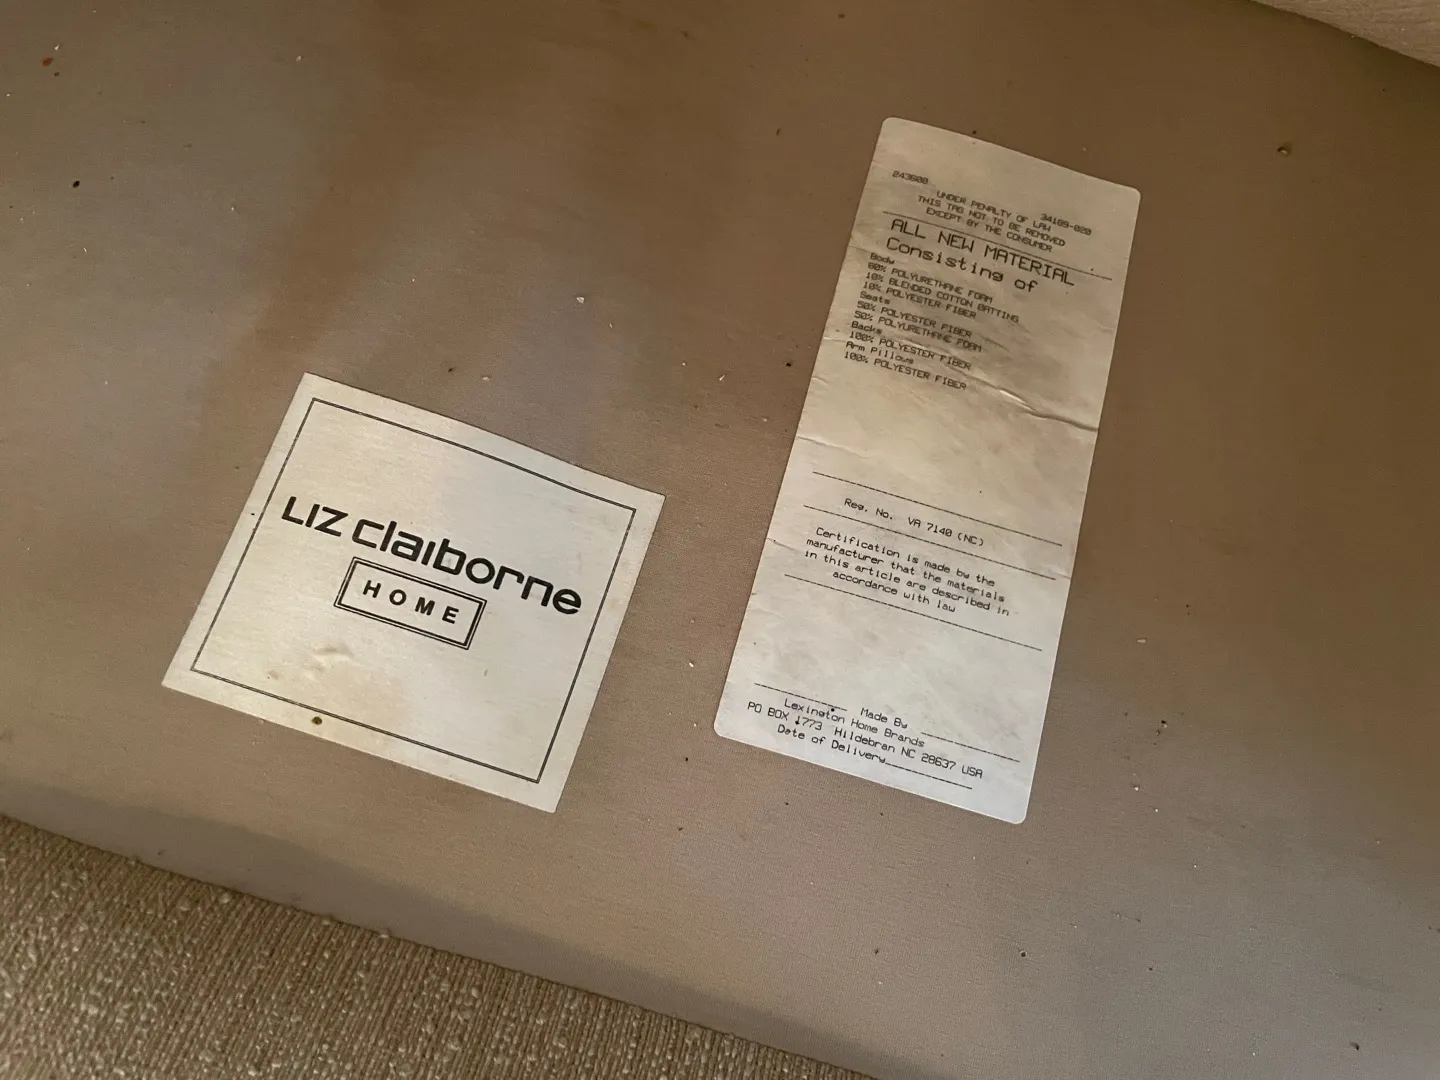 LIZ claiborne
HOME
243600
34189-020
UNDER PENALTY OF LAW
THIS TAG NOT TO BE REMOVED
EXCEPT BY THE CONSUMER
ALL NEW MATERIAL
Consisting of
Body
80% POLYURETHANE FOAM
10% BLENDED COTTON BATTING
10% POLYESTER FIBER
Seats
50% POLYESTER FIBER
50% POLYURETHANE FOAM
Backs
100% POLYESTER FIBER
Arm Pillows
100% POLYESTER FIBER
Reg. No. VA 7140 (NC)
Certification is made by the
manufacturer that the materials
in this article are described in
accordance with law
Made By
Lexington Home Brands
PO BOX 1773 Hildebran NC 28637 USA
Date of Delivery